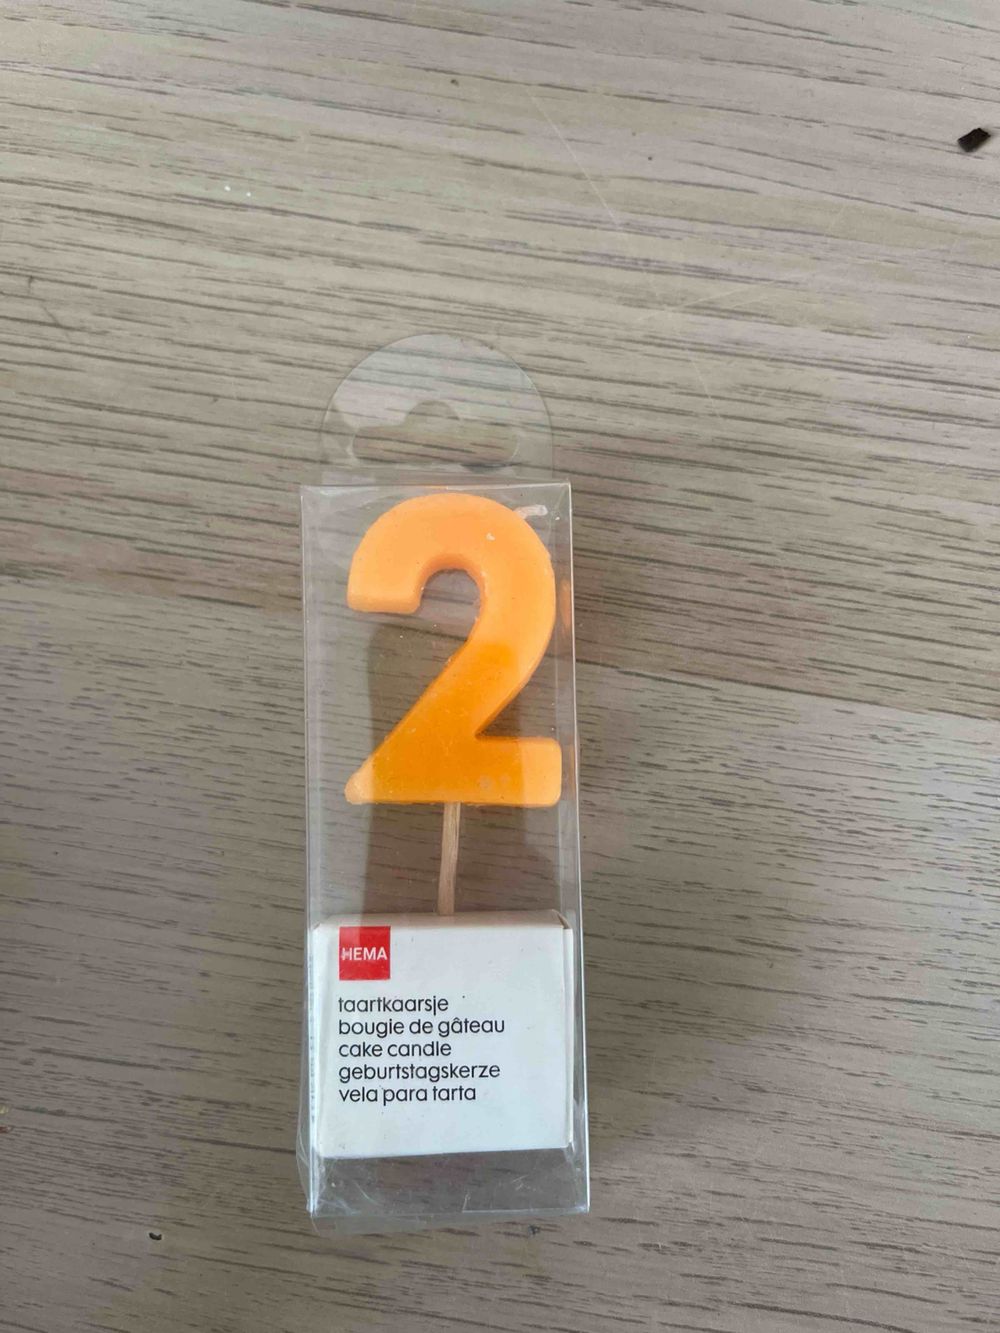 2
HEMA
taartkaarsje
bougie de gâteau
cake candle
geburtstagskerze
vela para tarta